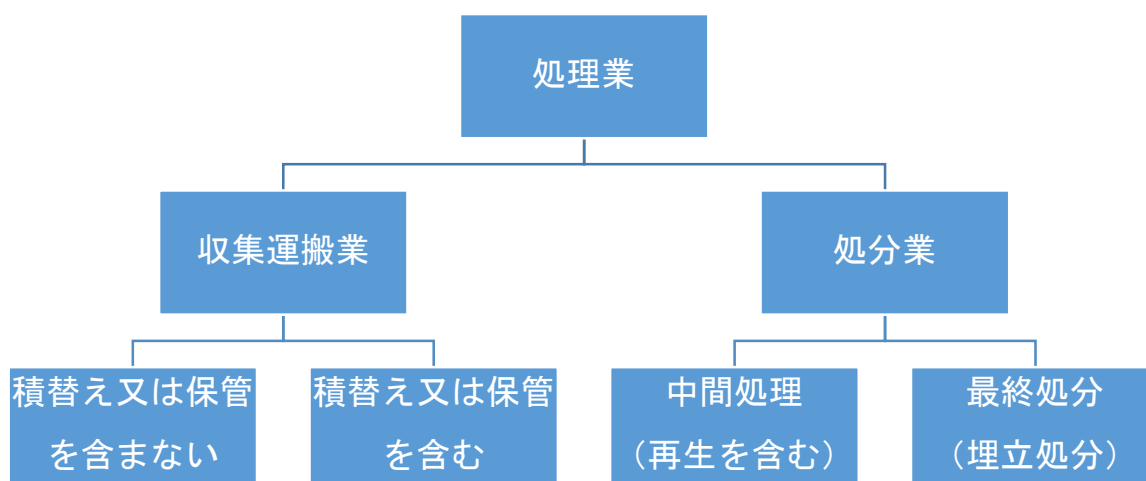 処理業
収集運搬業
処分業
積替え又は保管
を含まない
積替え又は保管
を含む
中間処理
（再生を含む）
最終処分
（埋立処分）